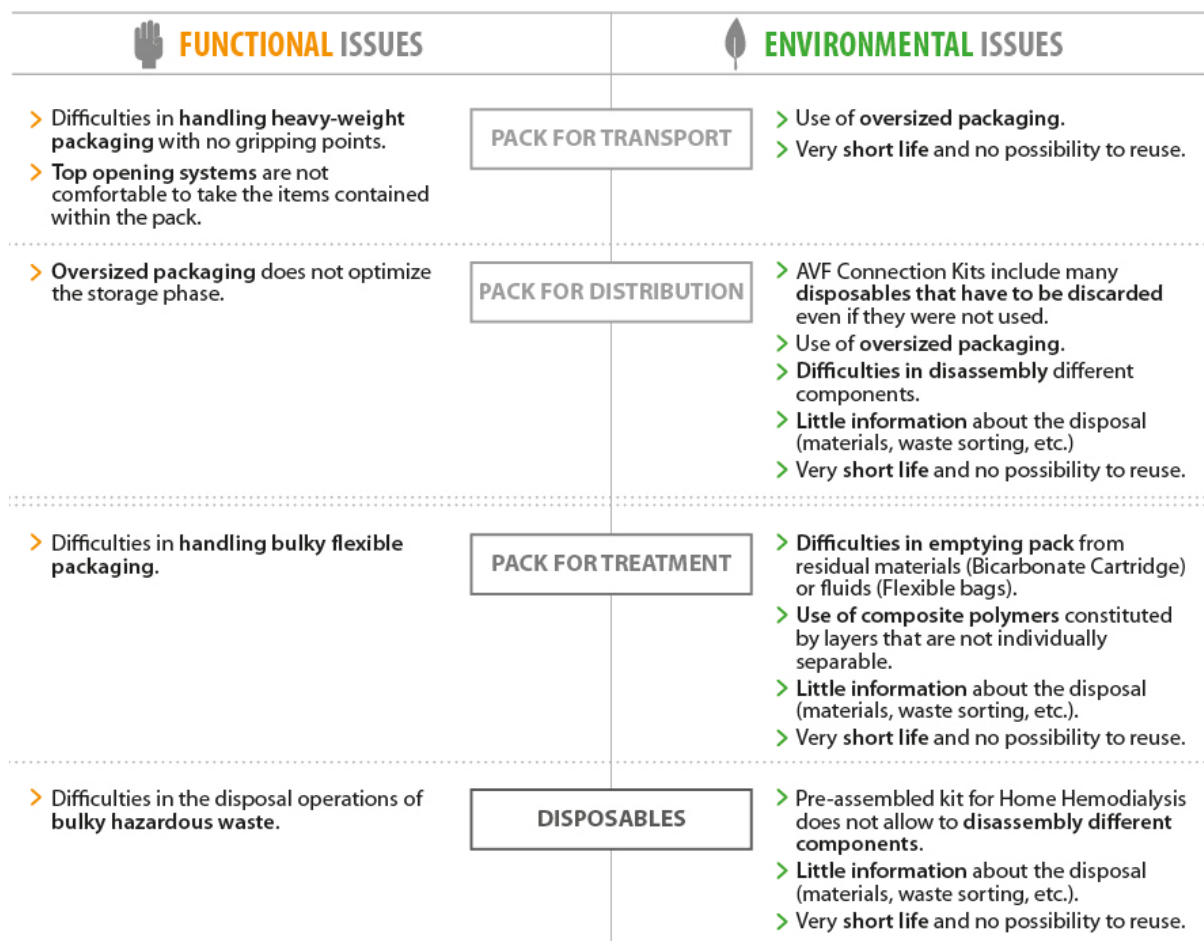 FUNCTIONAL ISSUES
ENVIRONMENTAL ISSUES
Difficulties in handling heavy-weight
packaging with no gripping points.
Top opening systems are not
comfortable to take the items contained
within the pack.
PACK FOR TRANSPORT
Use of oversized packaging.
Very short life and no possibility to reuse.
Oversized packaging does not optimize
the storage phase.
PACK FOR DISTRIBUTION
AVF Connection Kits include many
disposables that have to be discarded
even if they were not used.
Use of oversized packaging.
Difficulties in disassembly different
components.
Little information about the disposal
(materials, waste sorting, etc.)
Very short life and no possibility to reuse.
Difficulties in handling bulky flexible
packaging.
PACK FOR TREATMENT
Difficulties in emptying pack from
residual materials (Bicarbonate Cartridge)
or fluids (Flexible bags).
Use of composite polymers constituted
by layers that are not individually
separable.
Little information about the disposal
(materials, waste sorting, etc.).
Very short life and no possibility to reuse.
Difficulties in the disposal operations of
bulky hazardous waste.
DISPOSABLES
Pre-assembled kit for Home Hemodialysis
does not allow to disassembly different
components.
Little information about the disposal
(materials, waste sorting, etc.).
Very short life and no possibility to reuse.